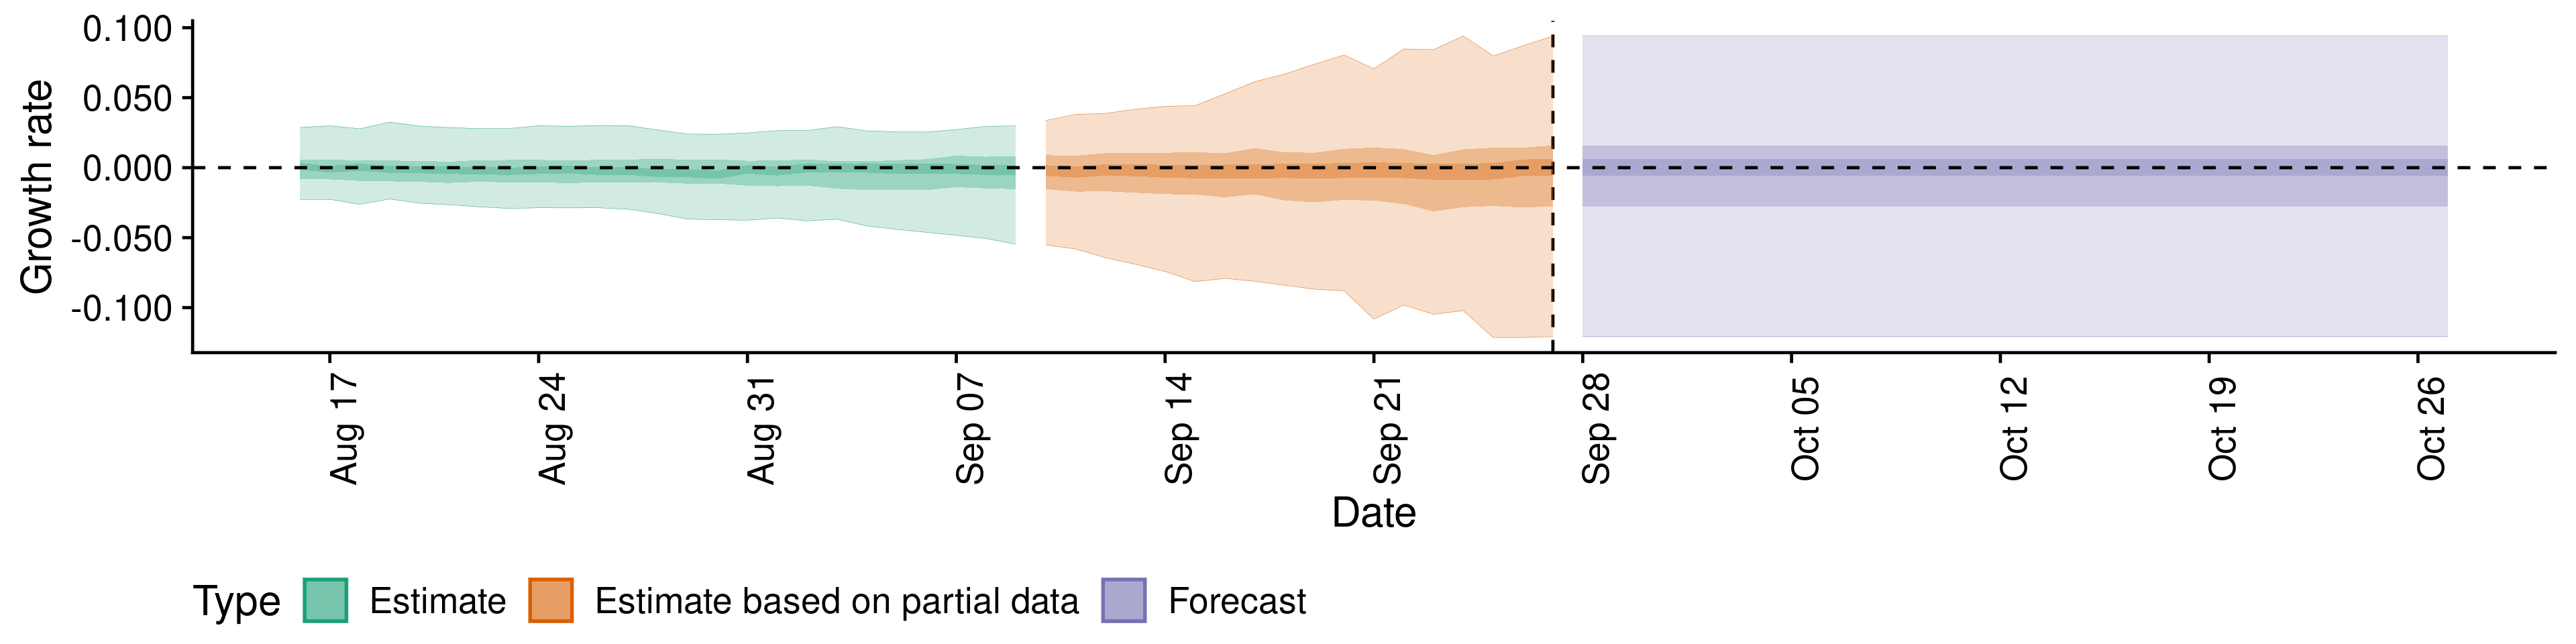 Growth rate
0.100
0.050
0.000
-0.050
-0.100
Aug 17
Aug 24
Aug 31
Sep 07
Sep 14
Sep 21
Sep 28
Oct 05
Oct 12
Oct 19
Oct 26
Date
Type Estimate Estimate based on partial data Forecast